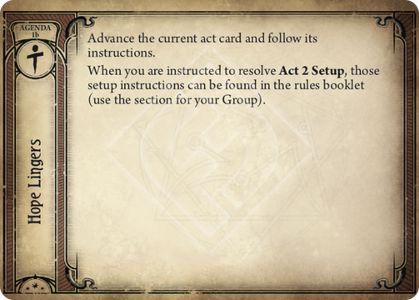 AGENDA
1b
Hope Lingers
Advance the current act card and follow its
instructions.
When you are instructed to resolve Act 2 Setup, those
setup instructions can be found in the rules booklet
(use the section for your Group).